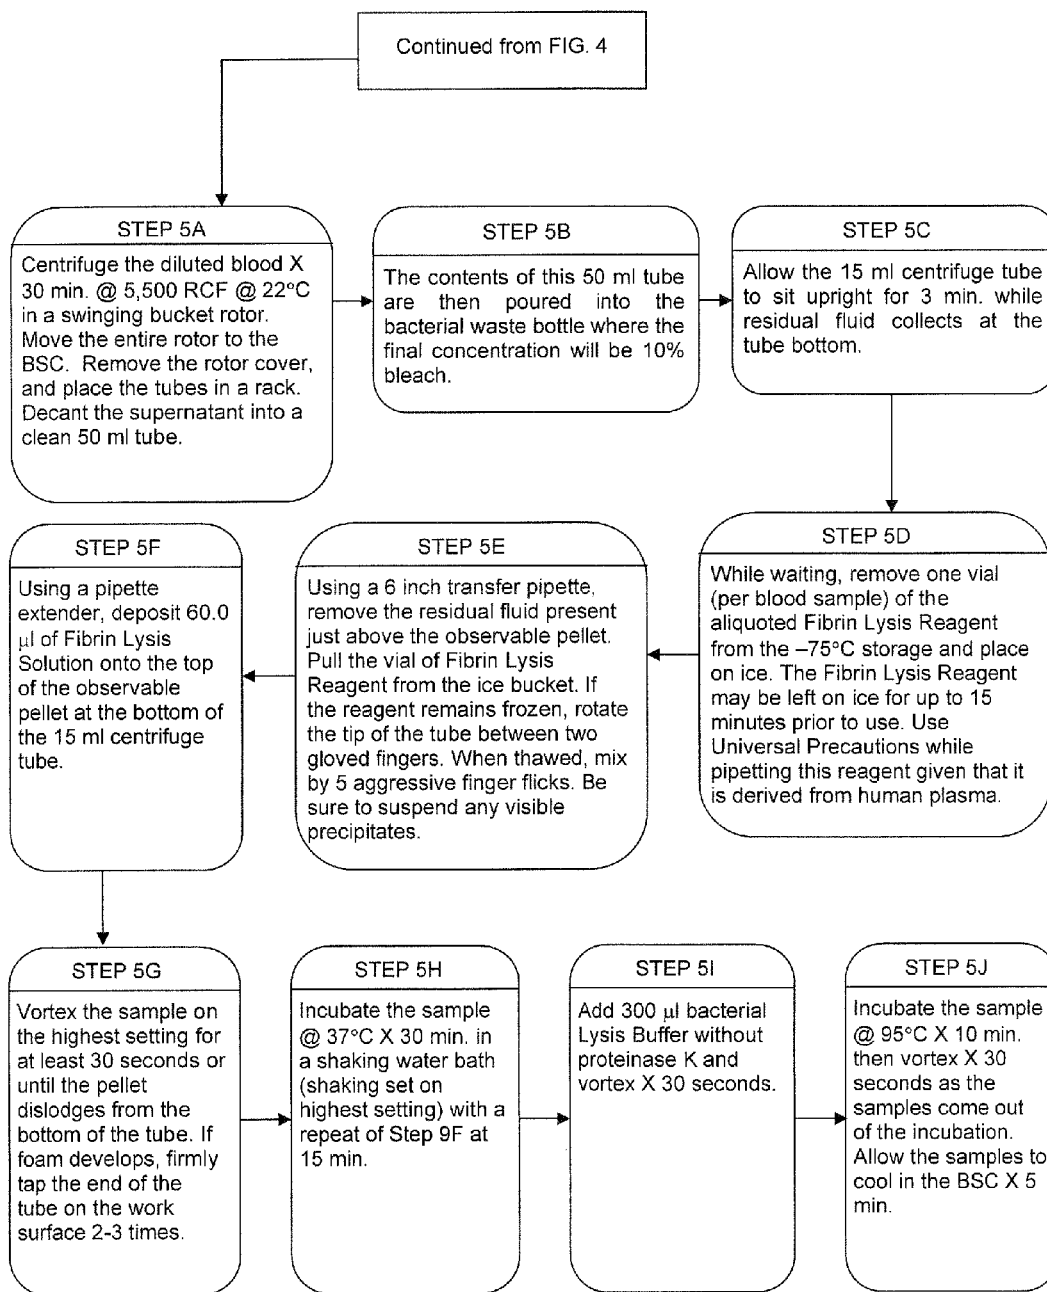 Continued from FIG. 4
STEP 5A
Centrifuge the diluted blood X
30 min. @ 5,500 RCF @ 22°C
in a swinging bucket rotor.
Move the entire rotor to the
BSC. Remove the rotor cover,
and place the tubes in a rack.
Decant the supernatant into a
clean 50 ml tube.
STEP 5B
The contents of this 50 ml tube
are then poured into the
bacterial waste bottle where the
final concentration will be 10%
bleach.
STEP 5C
Allow the 15 ml centrifuge tube
to sit upright for 3 min. while
residual fluid collects at the
tube bottom.
STEP 5D
While waiting, remove one vial
(per blood sample) of the
aliquoted Fibrin Lysis Reagent
from the –75°C storage and place
on ice. The Fibrin Lysis Reagent
may be left on ice for up to 15
minutes prior to use. Use
Universal Precautions while
pipetting this reagent given that it
is derived from human plasma.
STEP 5E
Using a 6 inch transfer pipette,
remove the residual fluid present
just above the observable pellet.
Pull the vial of Fibrin Lysis
Reagent from the ice bucket. If
the reagent remains frozen, rotate
the tip of the tube between two
gloved fingers. When thawed, mix
by 5 aggressive finger flicks. Be
sure to suspend any visible
precipitates.
STEP 5F
Using a pipette
extender, deposit 60.0
µl of Fibrin Lysis
Solution onto the top
of the observable
pellet at the bottom of
the 15 ml centrifuge
tube.
STEP 5G
Vortex the sample on
the highest setting for
at least 30 seconds or
until the pellet
dislodges from the
bottom of the tube. If
foam develops, firmly
tap the end of the
tube on the work
surface 2-3 times.
STEP 5H
Incubate the sample
@ 37°C X 30 min. in
a shaking water bath
(shaking set on
highest setting) with a
repeat of Step 9F at
15 min.
STEP 5I
Add 300 µl bacterial
Lysis Buffer without
proteinase K and
vortex X 30 seconds.
STEP 5J
Incubate the sample
@ 95°C X 10 min.
then vortex X 30
seconds as the
samples come out
of the incubation.
Allow the samples to
cool in the BSC X 5
min.